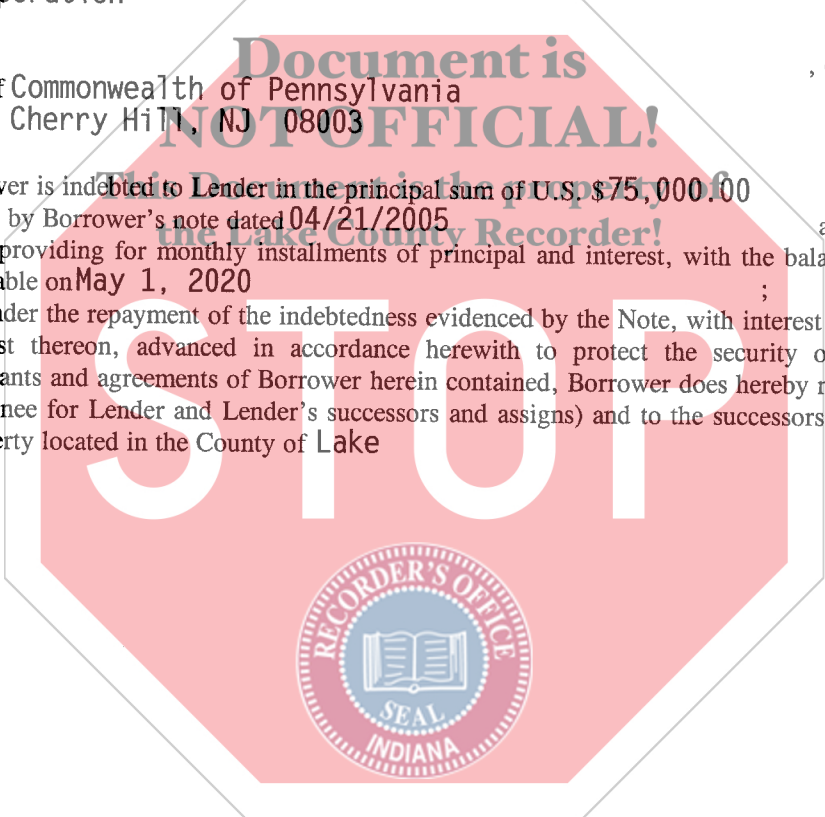 Document is
Commonwealth of Pennsylvania
Cherry Hill, NJ 08003
NOT OFFICIAL!
This Document is the property of
ver is indebted to Lender in the principal sum of U.S. $75,000.00
by Borrower's note dated 04/21/2005
the Lake County Recorder!
providing for monthly installments of principal and interest, with the bala
able on May 1, 2020 ;
der the repayment of the indebtedness evidenced by the Note, with interest
st thereon, advanced in accordance herewith to protect the security o
ants and agreements of Borrower herein contained, Borrower does hereby
nee for Lender and Lender's successors and assigns) and to the successors
erty located in the County of Lake
STOP
RECORDER'S OFFICE
SEAL
INDIANA